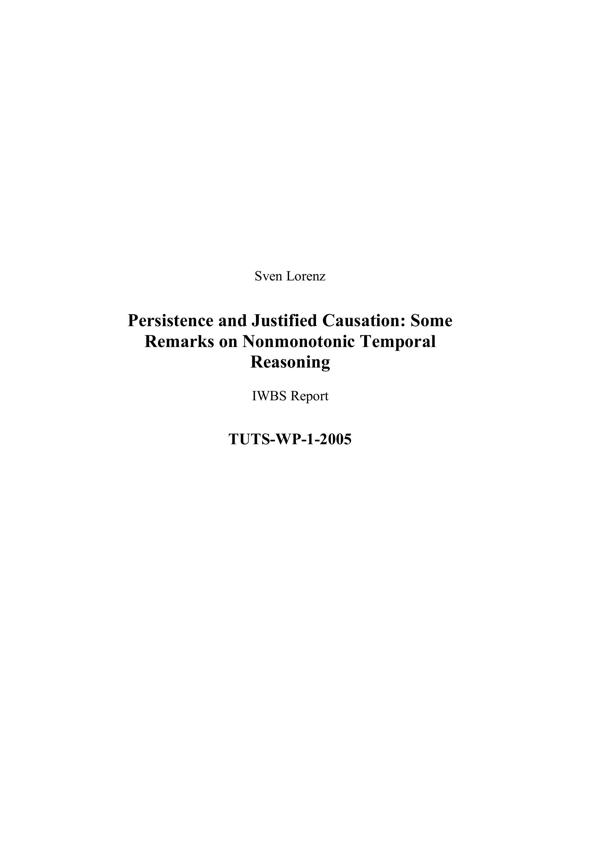 Sven Lorenz
Persistence and Justified Causation: Some
Remarks on Nonmonotonic Temporal
Reasoning
IWBS Report
TUTS-WP-1-2005